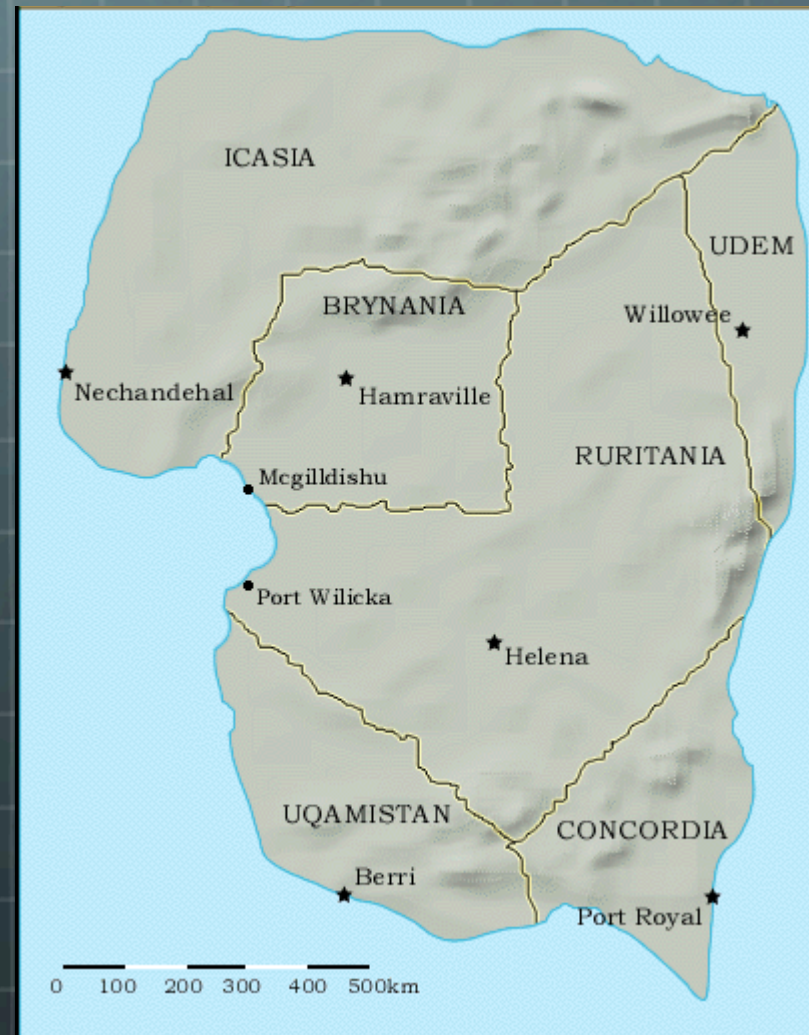 ICASIA
UDEM
BRYNANIA
Willowee
Nechandehal
Hamraville
RURITANIA
Mcgilldishu
Port Wilicka
Helena
UQAMISTAN
CONCORDIA
Berri
Port Royal
0 100 200 300 400 500km